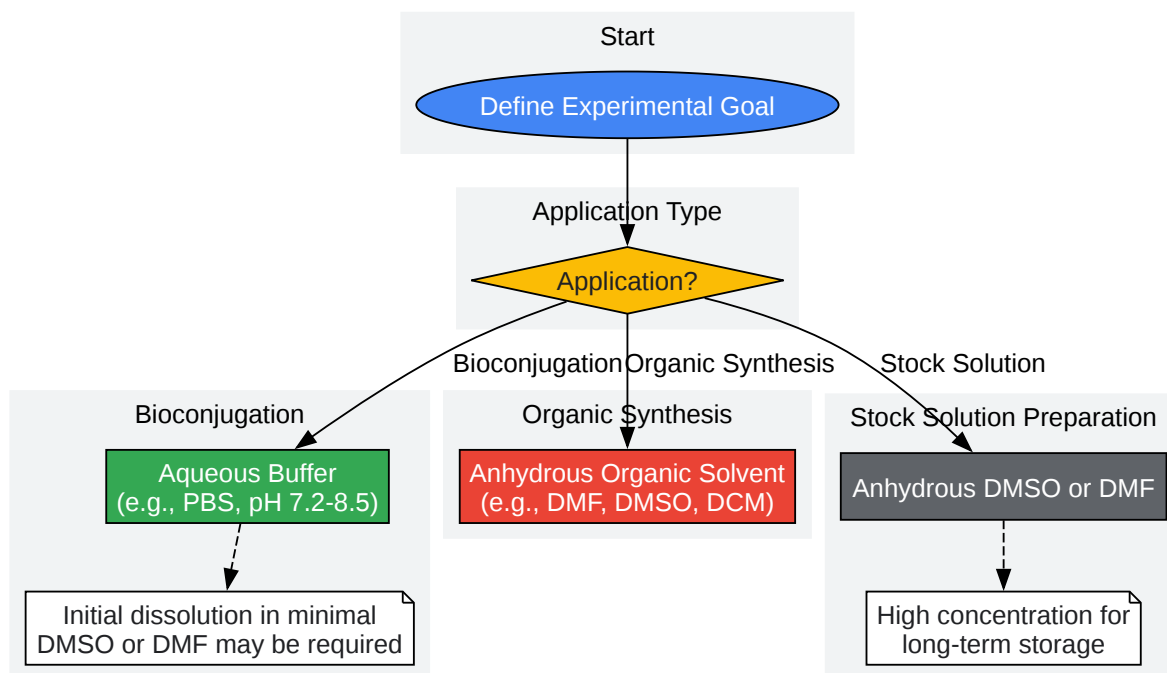 Start
Define Experimental Goal
Application Type
Application?
Bioconjugation
Organic Synthesis
Stock Solution
Bioconjugation
Organic Synthesis
Stock Solution Preparation
Aqueous Buffer
(e.g., PBS, pH 7.2-8.5)
Anhydrous Organic Solvent
(e.g., DMF, DMSO, DCM)
Anhydrous DMSO or DMF
Initial dissolution in minimal
DMSO or DMF may be required
High concentration for
long-term storage